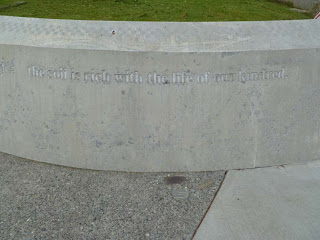 the soil is rich with the life of our kindred.